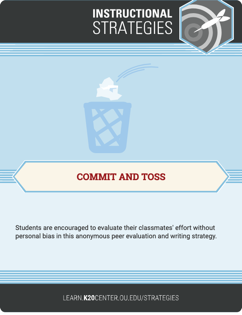 INSTRUCTIONAL
STRATEGIES
COMMIT AND TOSS
Students are encouraged to evaluate their classmates' effort without
personal bias in this anonymous peer evaluation and writing strategy.
LEARN.K20CENTER.OU.EDU/STRATEGIES